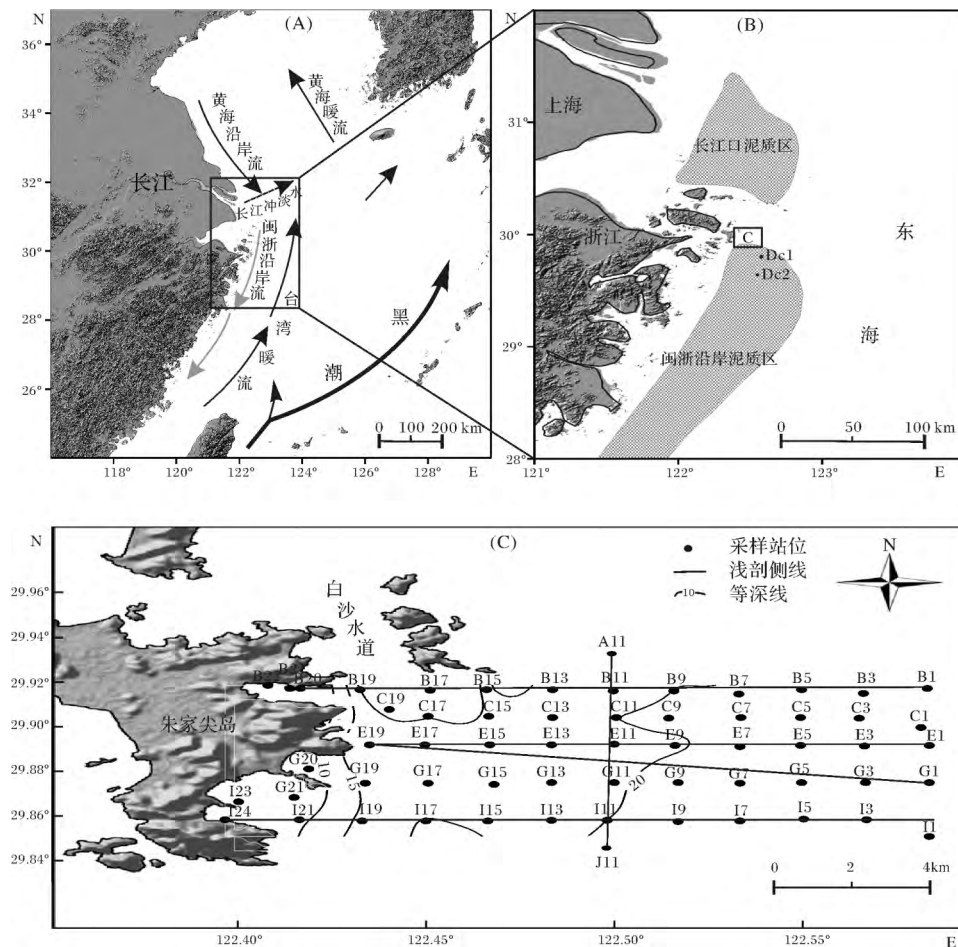 N
(A)
36°
34°
32°
30°
28°
26°
黄海沿岸流
黄海暖流
长江
长江冲淡水
闽浙沿岸流
台湾暖流
黑潮
0 100 200 km
118° 120° 122° 124° 126° 128°
E
N
(B)
31°
30°
29°
28°
上海
长江口泥质区
浙江
C
Dc1
Dc2
东海
闽浙沿岸泥质区
0 50 100 km
121° 122° 123°
E
N
(C)
采样站位
浅剖侧线
10 等深线
N
29.96°
29.94°
29.92°
29.90°
29.88°
29.86°
29.84°
白沙水道
朱家尖岛
A11
B20 B19 B17 B15 B13 B11 B9 B7 B5 B3 B1
C19 C17 C15 C13 C11 C9 C7 C5 C3 C1
E19 E17 E15 E13 E11 E9 E7 E5 E3 E1
G20
G21 G19 G17 G15 G13 G11 G9 G7 G5 G3 G1
10 15 20
I23
I24 I21 I19 I17 I15 I13 I11 I9 I7 I5 I3 I1
J11
0 2 4km
122.40° 122.45° 122.50° 122.55°
E